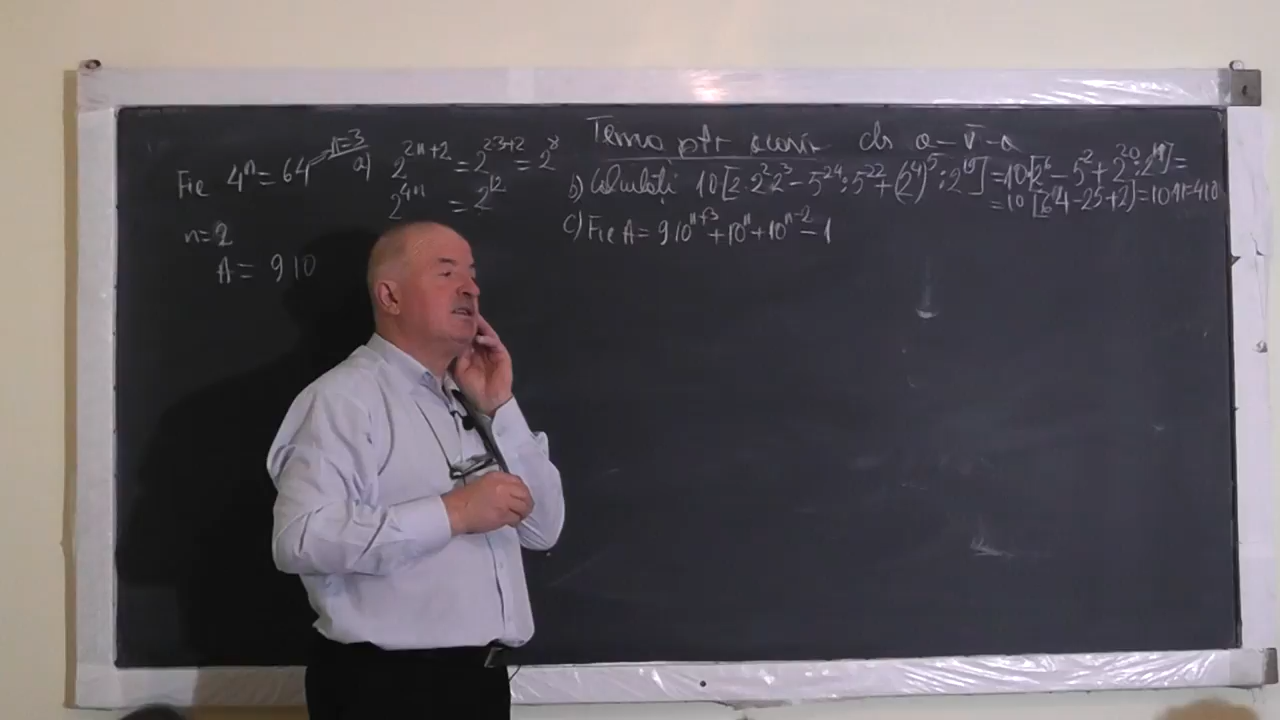 Tema ptr acasă cls a-V-a
Fie 4ⁿ=64 n=3
a) 2²ⁿ⁺²=2²³⁺²=2⁸
2⁴ⁿ =2¹²
b) Calculați 10[2·2²·2³-5²⁴:5²²+(2⁴)⁵:2¹⁹]=10[2⁶-5²+2²⁰:2¹⁹]=
=10[64-25+2)=10·41=410
c) Fie A=9·10ⁿ⁺³+10ⁿ+10ⁿ⁻²-1
n=2
A= 910